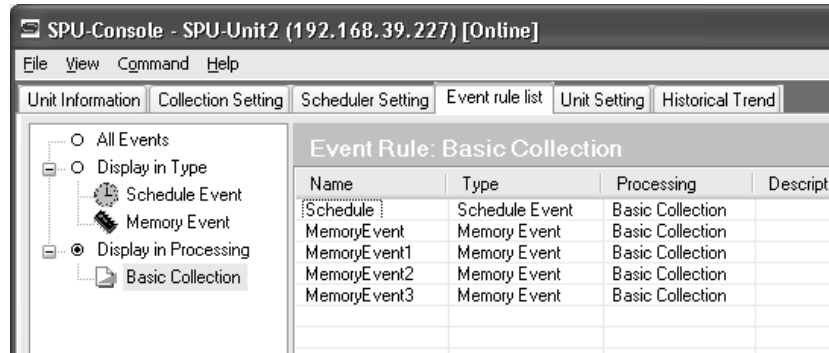 SPU-Console - SPU-Unit2 (192.168.39.227) [Online]
File View Command Help
Unit Information Collection Setting Scheduler Setting Event rule list Unit Setting Historical Trend
All Events
Display in Type
Schedule Event
Memory Event
Display in Processing
Basic Collection
Event Rule: Basic Collection
Name Type Processing Descript
Schedule Schedule Event Basic Collection
MemoryEvent Memory Event Basic Collection
MemoryEvent1 Memory Event Basic Collection
MemoryEvent2 Memory Event Basic Collection
MemoryEvent3 Memory Event Basic Collection